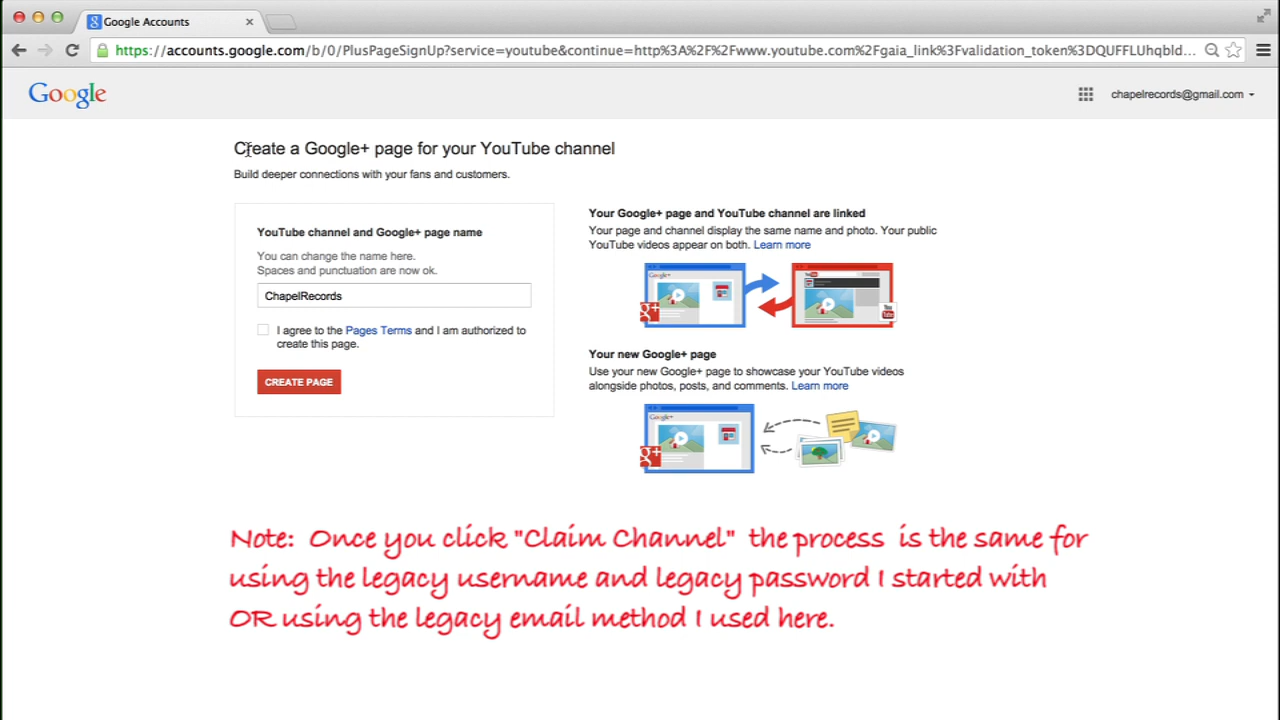 Google Accounts
https://accounts.google.com/b/0/PlusPageSignUp?service=youtube&continue=http%3A%2F%2Fwww.youtube.com%2Fgaia_link%3Fvalidation_token%3DQUFFLUhqbld...
Google
chapelrecords@gmail.com
Create a Google+ page for your YouTube channel
Build deeper connections with your fans and customers.
YouTube channel and Google+ page name
You can change the name here.
Spaces and punctuation are now ok.
ChapelRecords
I agree to the Pages Terms and I am authorized to
create this page.
CREATE PAGE
Your Google+ page and YouTube channel are linked
Your page and channel display the same name and photo. Your public
YouTube videos appear on both. Learn more
Google+
g+
You Tube
You Tube
Your new Google+ page
Use your new Google+ page to showcase your YouTube videos
alongside photos, posts, and comments. Learn more
Google+
g+
Note: Once you click "Claim Channel" the process is the same for
using the legacy username and legacy password I started with
OR using the legacy email method I used here.